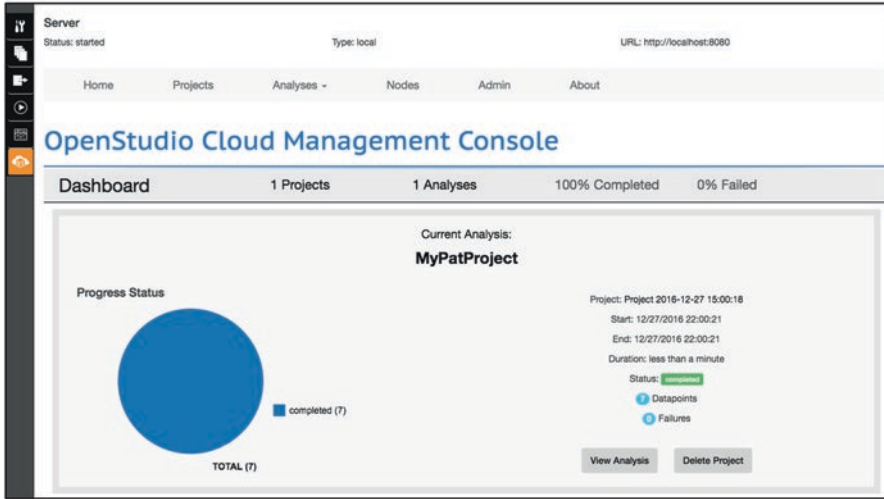 Server
Status: started Type: local URL: http://localhost:8080
Home Projects Analyses Nodes Admin About
OpenStudio Cloud Management Console
Dashboard 1 Projects 1 Analyses 100% Completed 0% Failed
Current Analysis:
MyPatProject
Progress Status
Project: Project 2016-12-27 15:00:18
Start: 12/27/2016 22:00:21
End: 12/27/2016 22:00:21
Duration: less than a minute
Status: completed
7 Datapoints
0 Failures
completed (7)
TOTAL (7)
View Analysis Delete Project